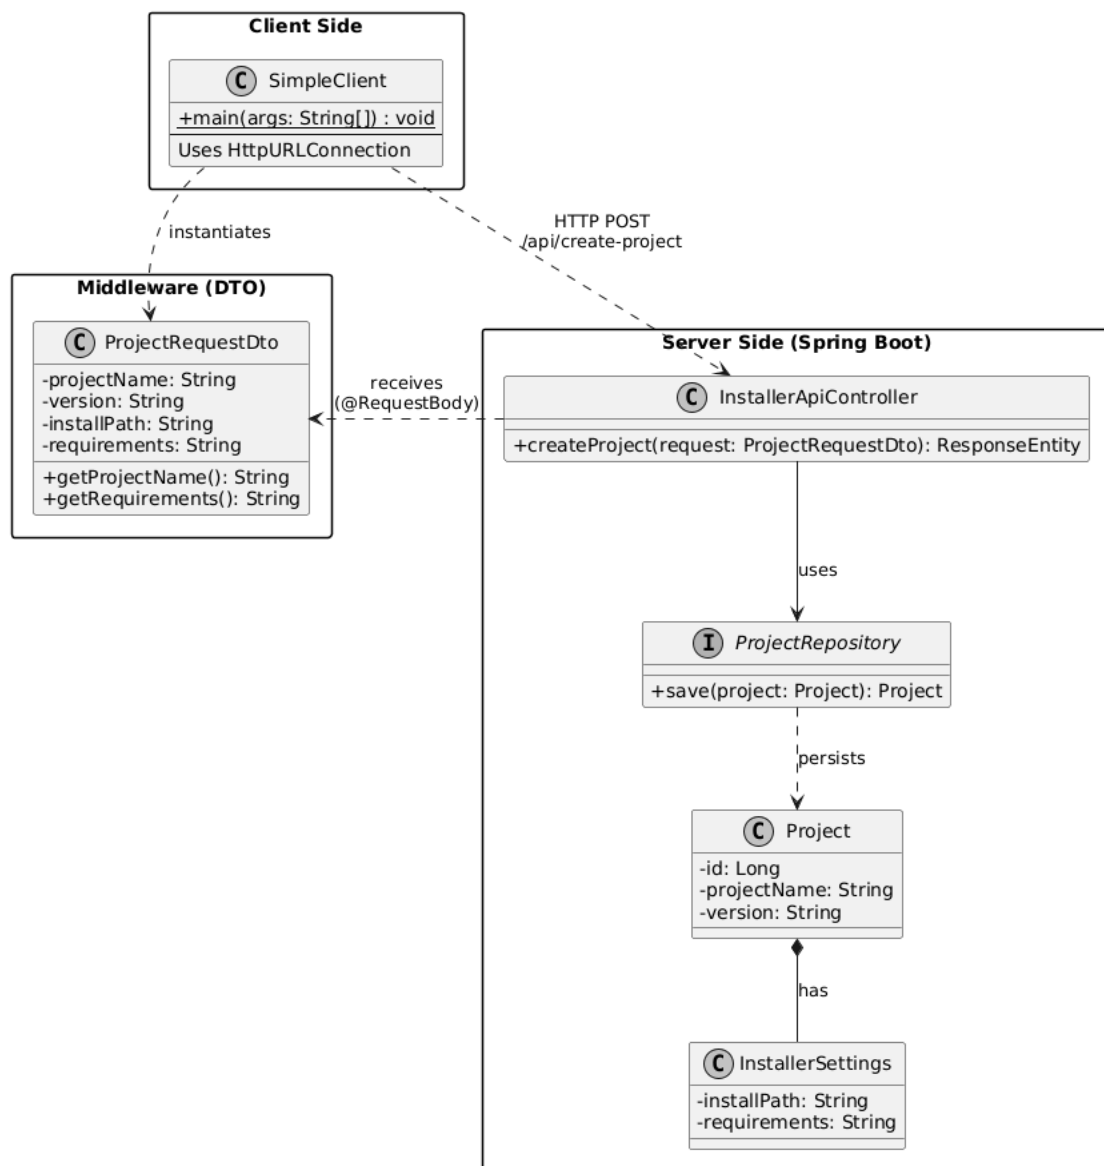 Client Side
C SimpleClient
+main(args: String[]) : void
Uses HttpURLConnection
instantiates
HTTP POST
/api/create-project
Middleware (DTO)
C ProjectRequestDto
-projectName: String
-version: String
-installPath: String
-requirements: String
+getProjectName(): String
+getRequirements(): String
receives
(@RequestBody)
Server Side (Spring Boot)
C InstallerApiController
+createProject(request: ProjectRequestDto): ResponseEntity
uses
I ProjectRepository
+save(project: Project): Project
persists
C Project
-id: Long
-projectName: String
-version: String
has
C InstallerSettings
-installPath: String
-requirements: String